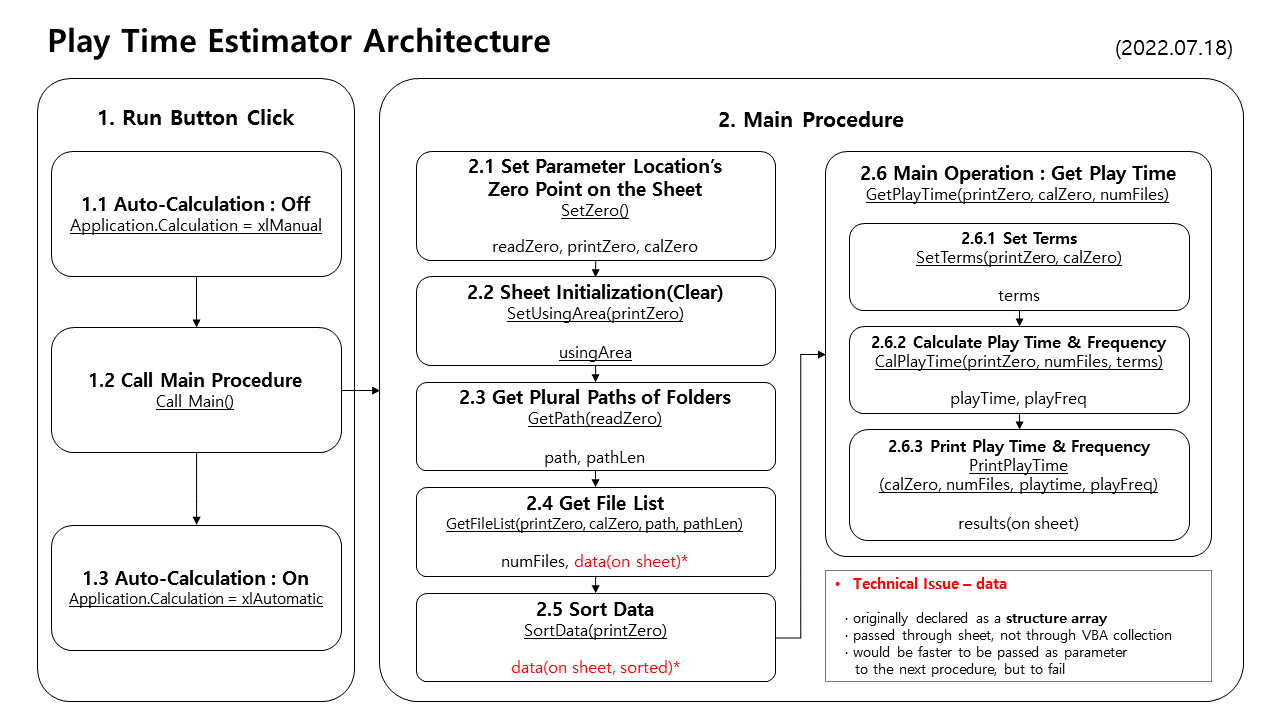 Play Time Estimator Architecture
(2022.07.18)
1. Run Button Click
1.1 Auto-Calculation : Off
Application.Calculation = xlManual
1.2 Call Main Procedure
Call Main()
1.3 Auto-Calculation : On
Application.Calculation = xlAutomatic
2. Main Procedure
2.1 Set Parameter Location’s
Zero Point on the Sheet
SetZero()
readZero, printZero, calZero
2.2 Sheet Initialization(Clear)
SetUsingArea(printZero)
usingArea
2.3 Get Plural Paths of Folders
GetPath(readZero)
path, pathLen
2.4 Get File List
GetFileList(printZero, calZero, path, pathLen)
numFiles, data(on sheet)*
2.5 Sort Data
SortData(printZero)
data(on sheet, sorted)*
2.6 Main Operation : Get Play Time
GetPlayTime(printZero, calZero, numFiles)
2.6.1 Set Terms
SetTerms(printZero, calZero)
terms
2.6.2 Calculate Play Time & Frequency
CalPlayTime(printZero, numFiles, terms)
playTime, playFreq
2.6.3 Print Play Time & Frequency
PrintPlayTime
(calZero, numFiles, playtime, playFreq)
results(on sheet)
• Technical Issue – data
· originally declared as a structure array
· passed through sheet, not through VBA collection
· would be faster to be passed as parameter
to the next procedure, but to fail